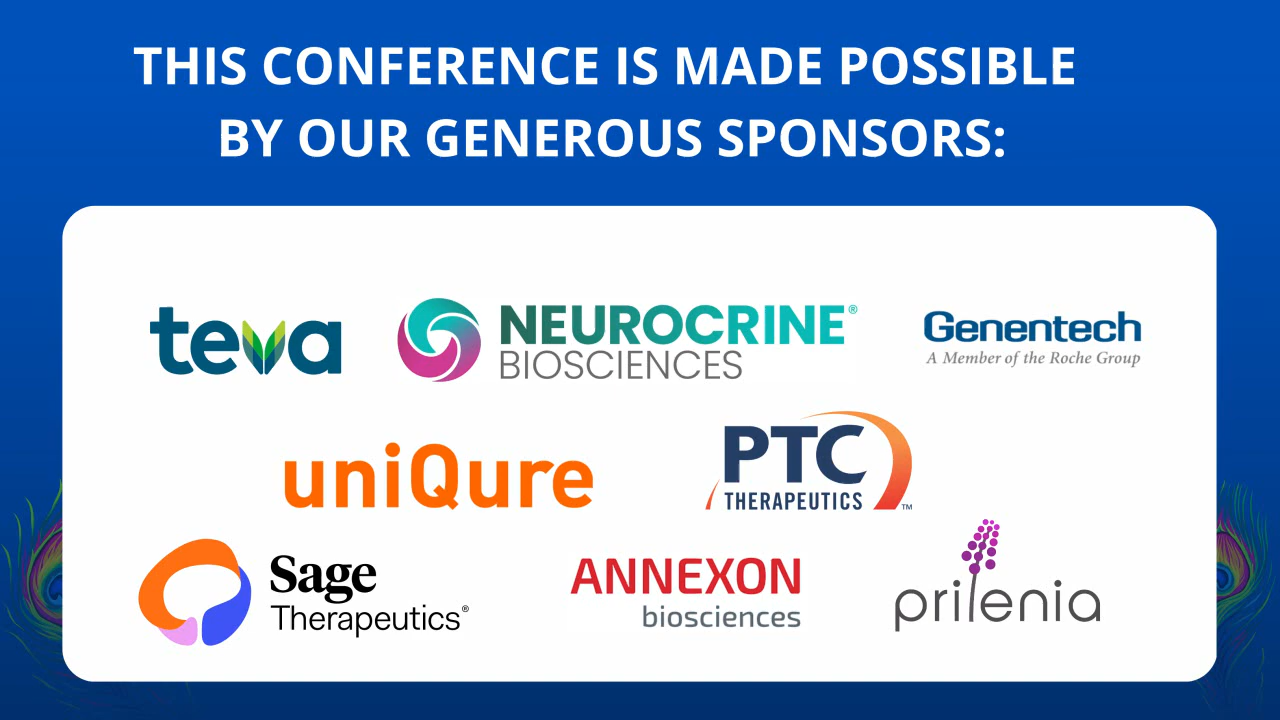 THIS CONFERENCE IS MADE POSSIBLE
BY OUR GENEROUS SPONSORS:
teva
NEUROCRINE®
BIOSCIENCES
Genentech
A Member of the Roche Group
uniQure
PTC
THERAPEUTICS™
Sage
Therapeutics®
ANNEXON
biosciences
prilenia